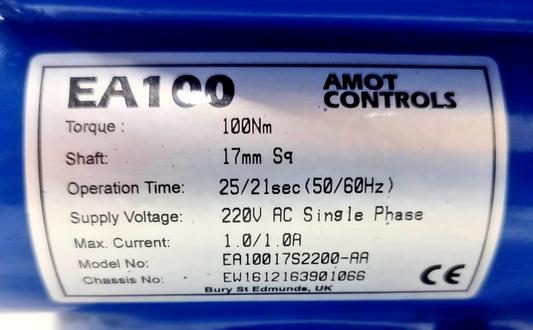 EA100
AMOT
CONTROLS
Torque : 100Nm
Shaft: 17mm Sq
Operation Time: 25/21sec(50/60Hz)
Supply Voltage: 220V AC Single Phase
Max. Current: 1.0/1.0A
Model No: EA10017S2200-AA
Chassis No: EW1612163901066
Bury St Edmunds, UK
CE